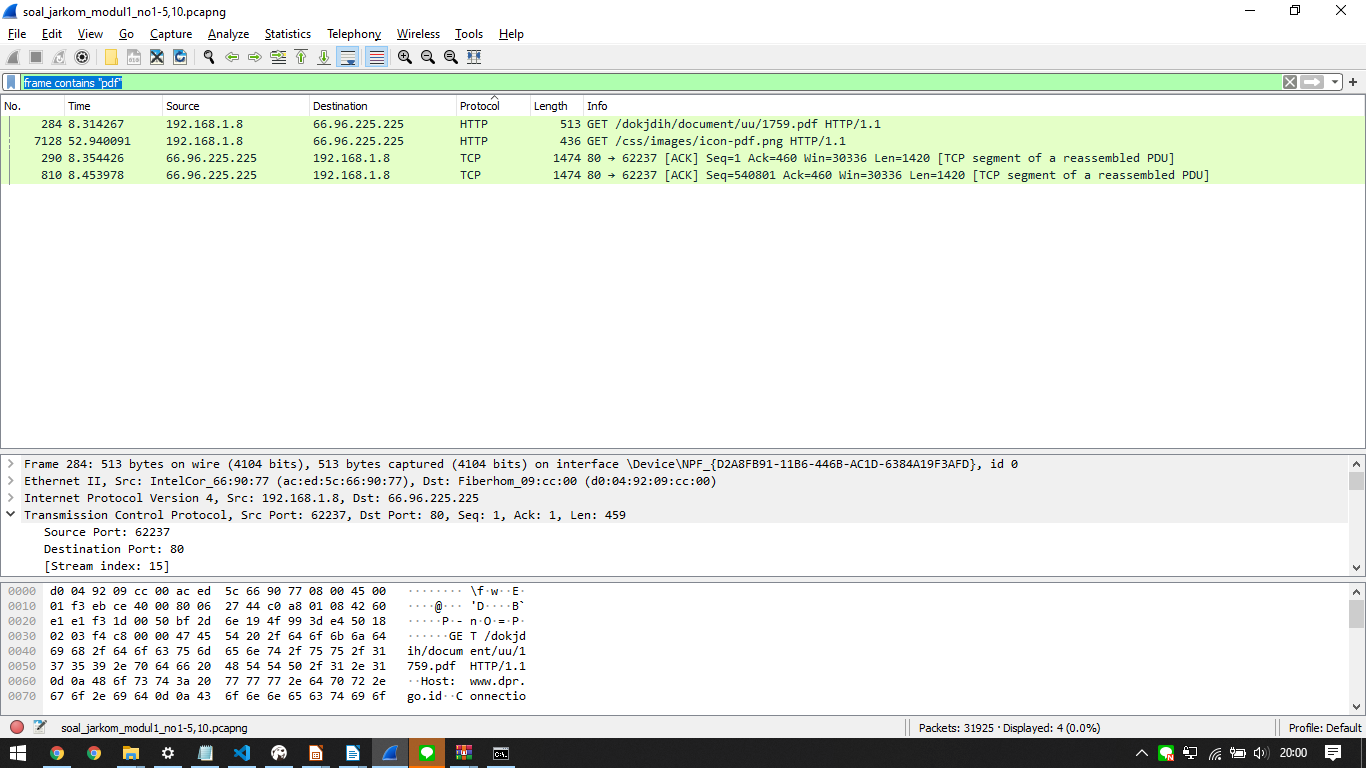 soal_jarkom_modul1_no1-5,10.pcapng
File Edit View Go Capture Analyze Statistics Telephony Wireless Tools Help
frame contains "pdf"
No. Time Source Destination Protocol Length Info
284 8.314267 192.168.1.8 66.96.225.225 HTTP 513 GET /dokjdih/document/uu/1759.pdf HTTP/1.1
7128 52.940091 192.168.1.8 66.96.225.225 HTTP 436 GET /css/images/icon-pdf.png HTTP/1.1
290 8.354426 66.96.225.225 192.168.1.8 TCP 1474 80 → 62237 [ACK] Seq=1 Ack=460 Win=30336 Len=1420 [TCP segment of a reassembled PDU]
810 8.453978 66.96.225.225 192.168.1.8 TCP 1474 80 → 62237 [ACK] Seq=540801 Ack=460 Win=30336 Len=1420 [TCP segment of a reassembled PDU]
Frame 284: 513 bytes on wire (4104 bits), 513 bytes captured (4104 bits) on interface \Device\NPF_{D2A8FB91-11B6-446B-AC1D-6384A19F3AFD}, id 0
Ethernet II, Src: IntelCor_66:90:77 (ac:ed:5c:66:90:77), Dst: Fiberhom_09:cc:00 (d0:04:92:09:cc:00)
Internet Protocol Version 4, Src: 192.168.1.8, Dst: 66.96.225.225
Transmission Control Protocol, Src Port: 62237, Dst Port: 80, Seq: 1, Ack: 1, Len: 459
Source Port: 62237
Destination Port: 80
[Stream index: 15]
0000 d0 04 92 09 cc 00 ac ed 5c 66 90 77 08 00 45 00 ········ \f·w··E·
0010 01 f3 eb ce 40 00 80 06 27 44 c0 a8 01 08 42 60 ····@··· 'D····B`
0020 e1 e1 f3 1d 00 50 bf 2d 6e 19 4f 99 3d e4 50 18 ·····P·- n·O·=·P·
0030 02 03 f4 c8 00 00 47 45 54 20 2f 64 6f 6b 6a 64 ······GE T /dokjd
0040 69 68 2f 64 6f 63 75 6d 65 6e 74 2f 75 75 2f 31 ih/docum ent/uu/1
0050 37 35 39 2e 70 64 66 20 48 54 54 50 2f 31 2e 31 759.pdf HTTP/1.1
0060 0d 0a 48 6f 73 74 3a 20 77 77 77 2e 64 70 72 2e ··Host: www.dpr.
0070 67 6f 2e 69 64 0d 0a 43 6f 6e 6e 65 63 74 69 6f go.id··C onnectio
soal_jarkom_modul1_no1-5,10.pcapng Packets: 31925 · Displayed: 4 (0.0%) Profile: Default
20:00